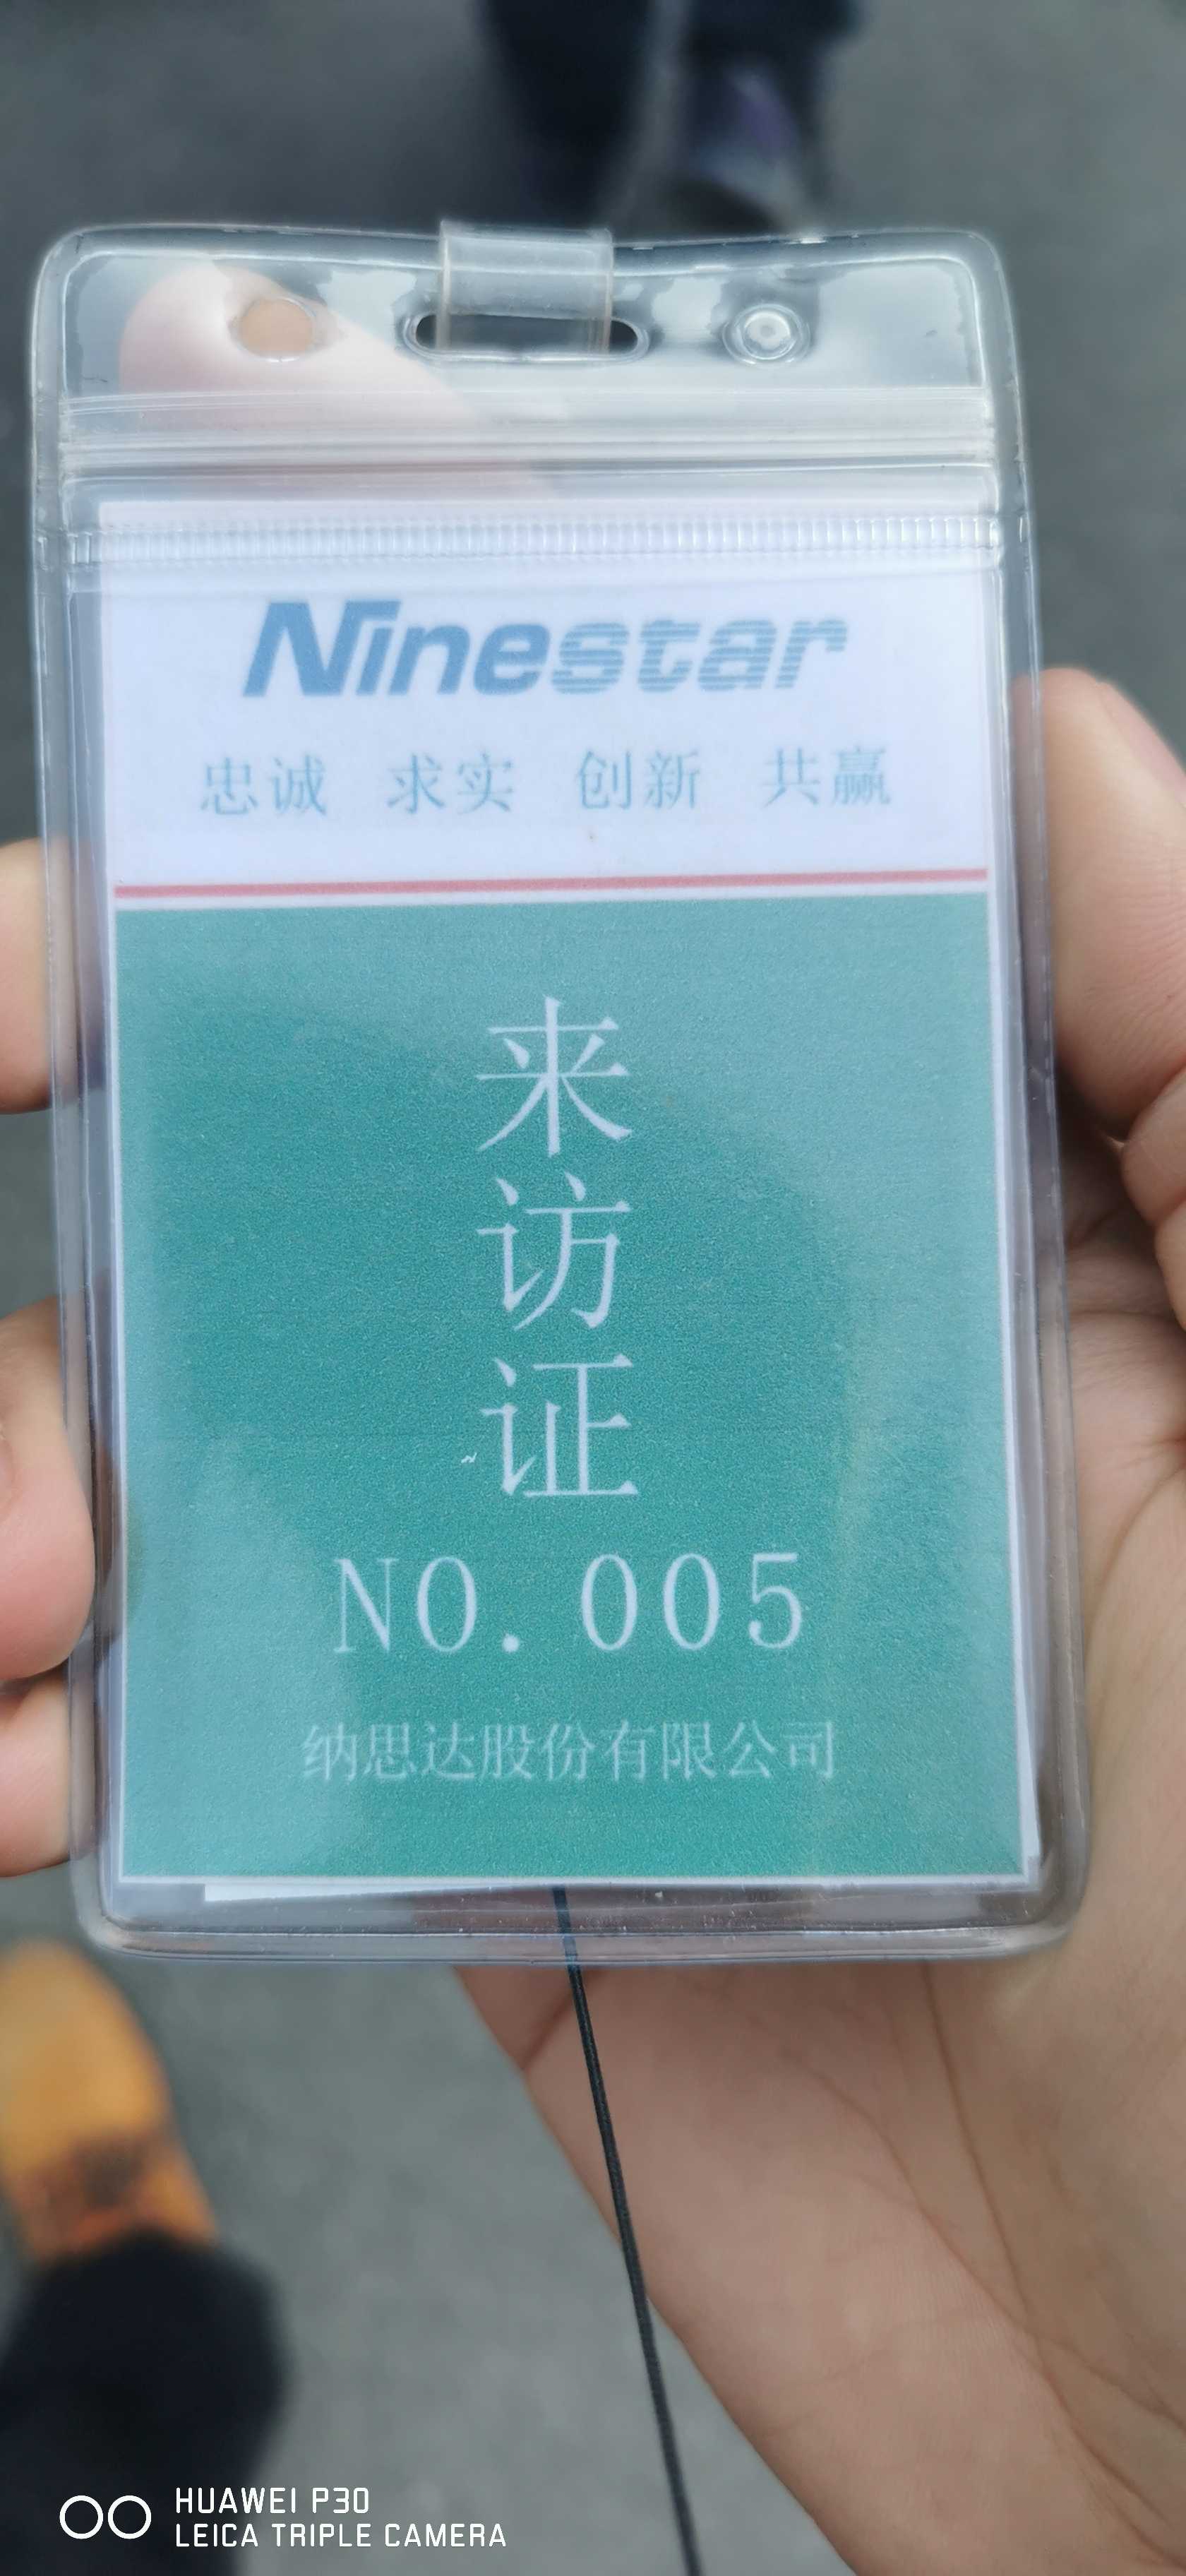 Ninestar
忠诚 求实 创新 共赢
来
访
证
NO. 005
纳思达股份有限公司
HUAWEI P30
LEICA TRIPLE CAMERA